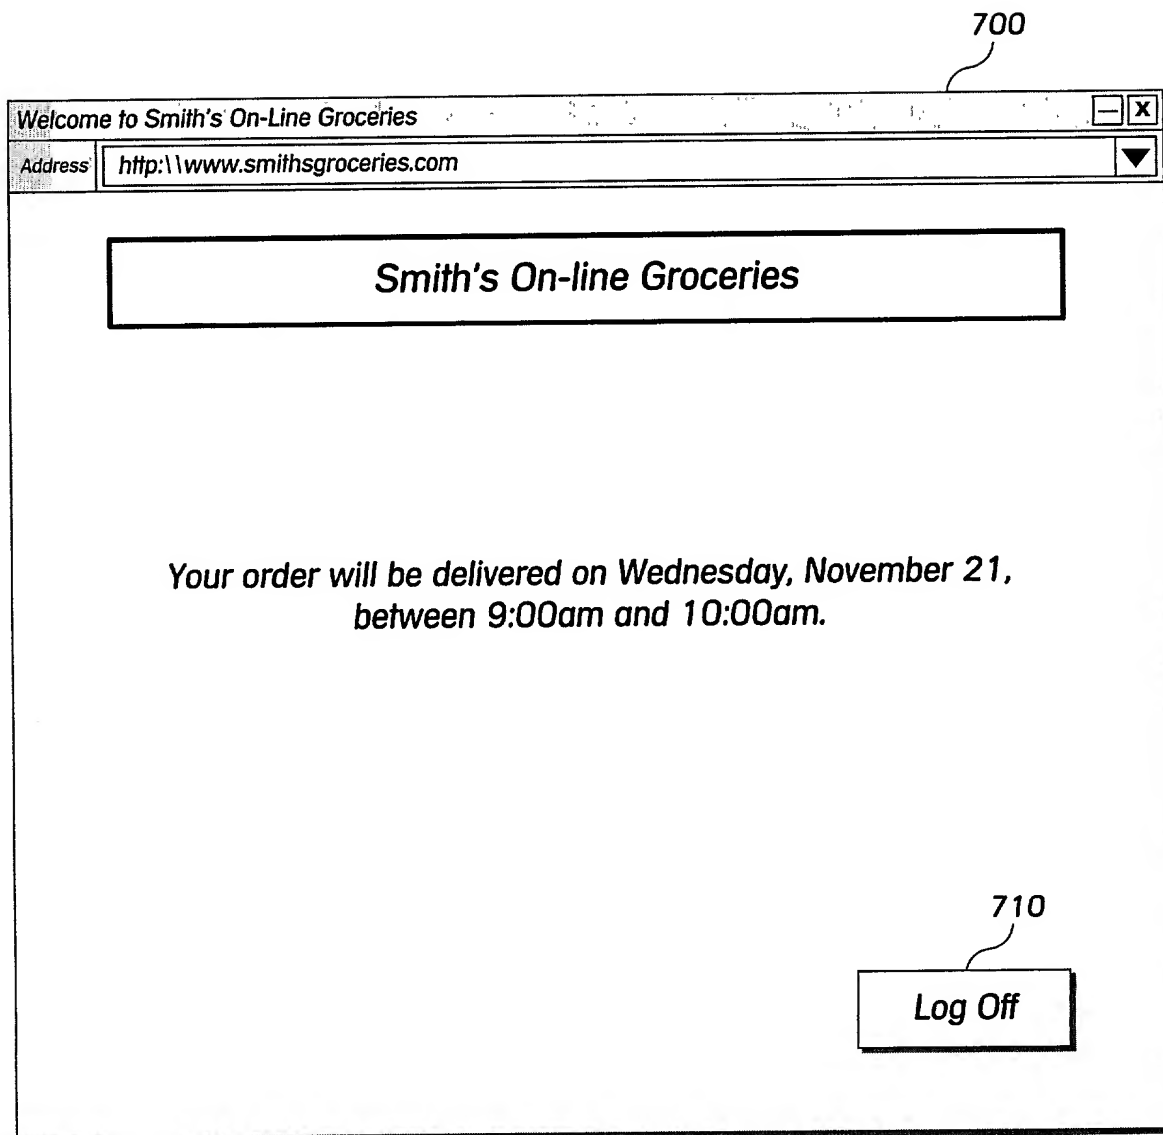 700
Welcome to Smith's On-Line Groceries
— X
Address http:\\www.smithsgroceries.com
Smith's On-line Groceries
Your order will be delivered on Wednesday, November 21,
between 9:00am and 10:00am.
710
Log Off